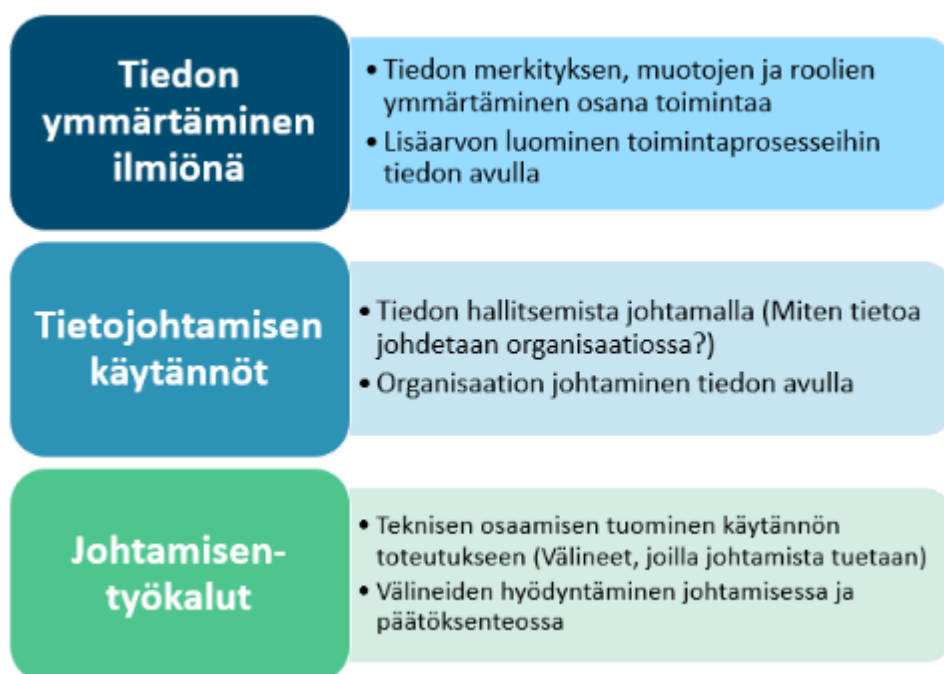 Tiedon
ymmärtäminen
ilmiönä
• Tiedon merkityksen, muotojen ja roolien
ymmärtäminen osana toimintaa
• Lisäarvon luominen toimintaprosesseihin
tiedon avulla
Tietojohtamisen
käytännöt
• Tiedon hallitsemista johtamalla (Miten tietoa
johdetaan organisaatiossa?)
• Organisaation johtaminen tiedon avulla
Johtamisen-
työkalut
• Teknisen osaamisen tuominen käytännön
toteutukseen (Välineet, joilla johtamista tuetaan)
• Välineiden hyödyntäminen johtamisessa ja
päätöksenteossa